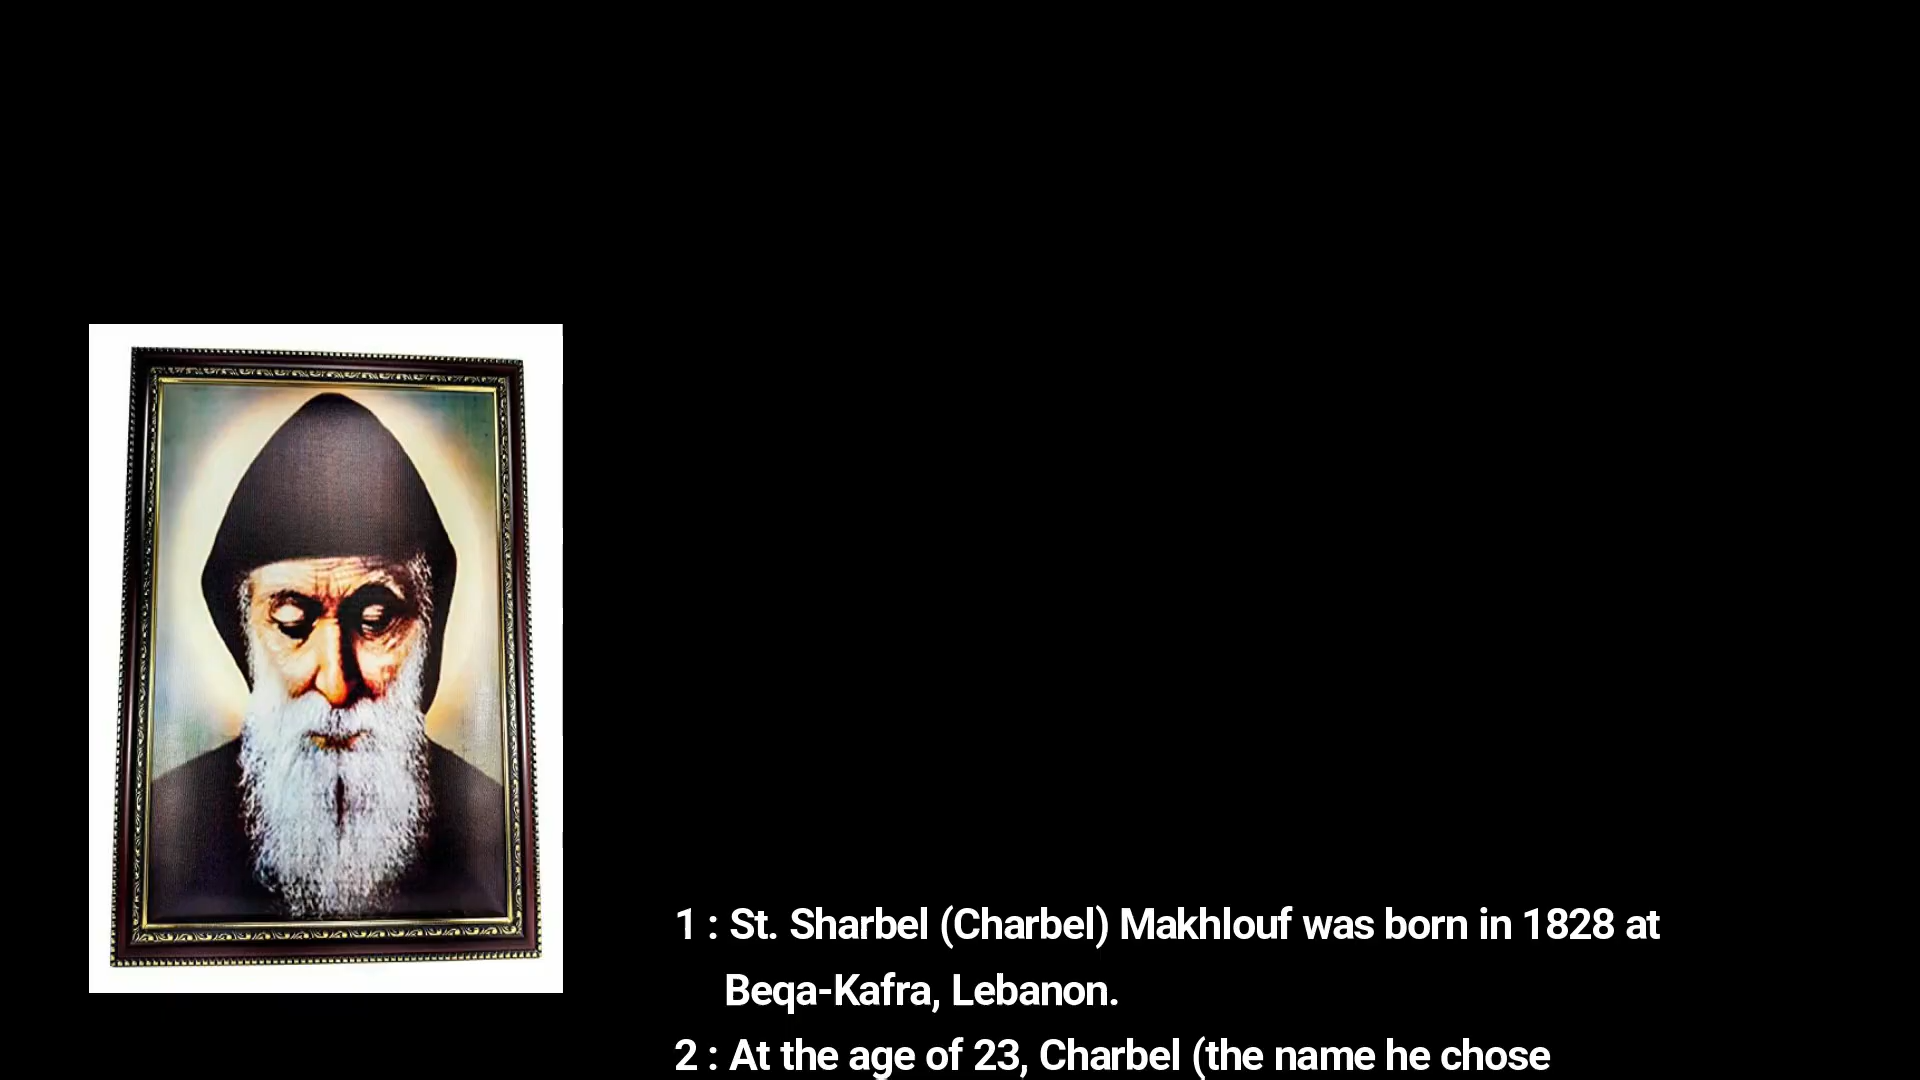 1 : St. Sharbel (Charbel) Makhlouf was born in 1828 at
Beqa-Kafra, Lebanon.
2 : At the age of 23, Charbel (the name he chose